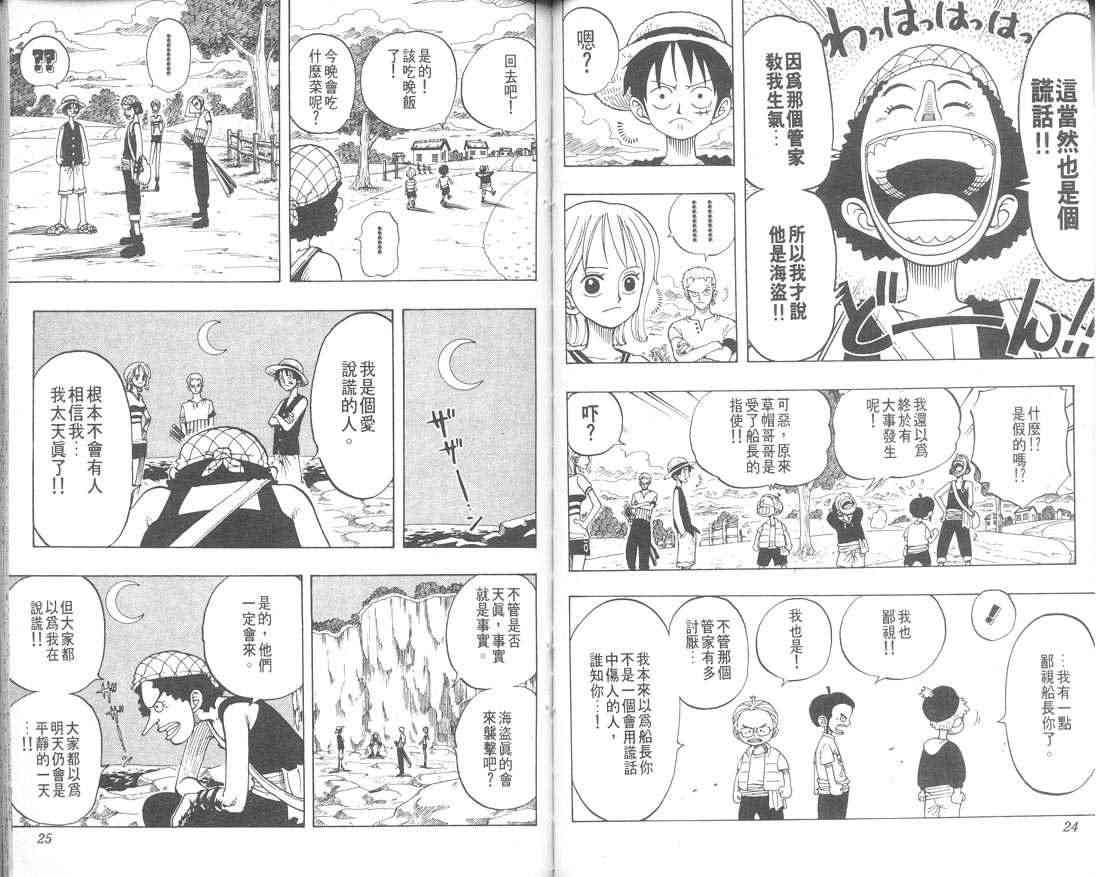 わっはっはっはっ
這當然也是個
謊話!!
因爲那個管家
教我生氣…
所以我才說
他是海盜!!
どーーん!!
嗯?
…………
什麼!?
是假的嗎!?
我還以爲
終於有
大事發生
呢!
可惡，原來
草帽哥哥是
受了船長的
指使!!
吓?
…我有一點
鄙視船長你了。
!!
我也
鄙視!!
我也是!
不管那個
管家有多
討厭…
我本來以爲船長你
不是一個會用謊話
中傷人的人，
誰知你…!
24
回去吧!
是的!
該吃晚飯
了!
今晚會吃
什麼菜呢?
…………
…………
??
ザザーーン
我是個愛
說謊的人。
根本不會有人
相信我…
我太天眞了!!
不管是否
天眞，事實
就是事實。
海盜眞的會
來襲擊吧?
是的，他們
一定會來。
但大家都
以爲我在
說謊!!
大家都以爲
明天仍會是
平靜的一天
…!!
25